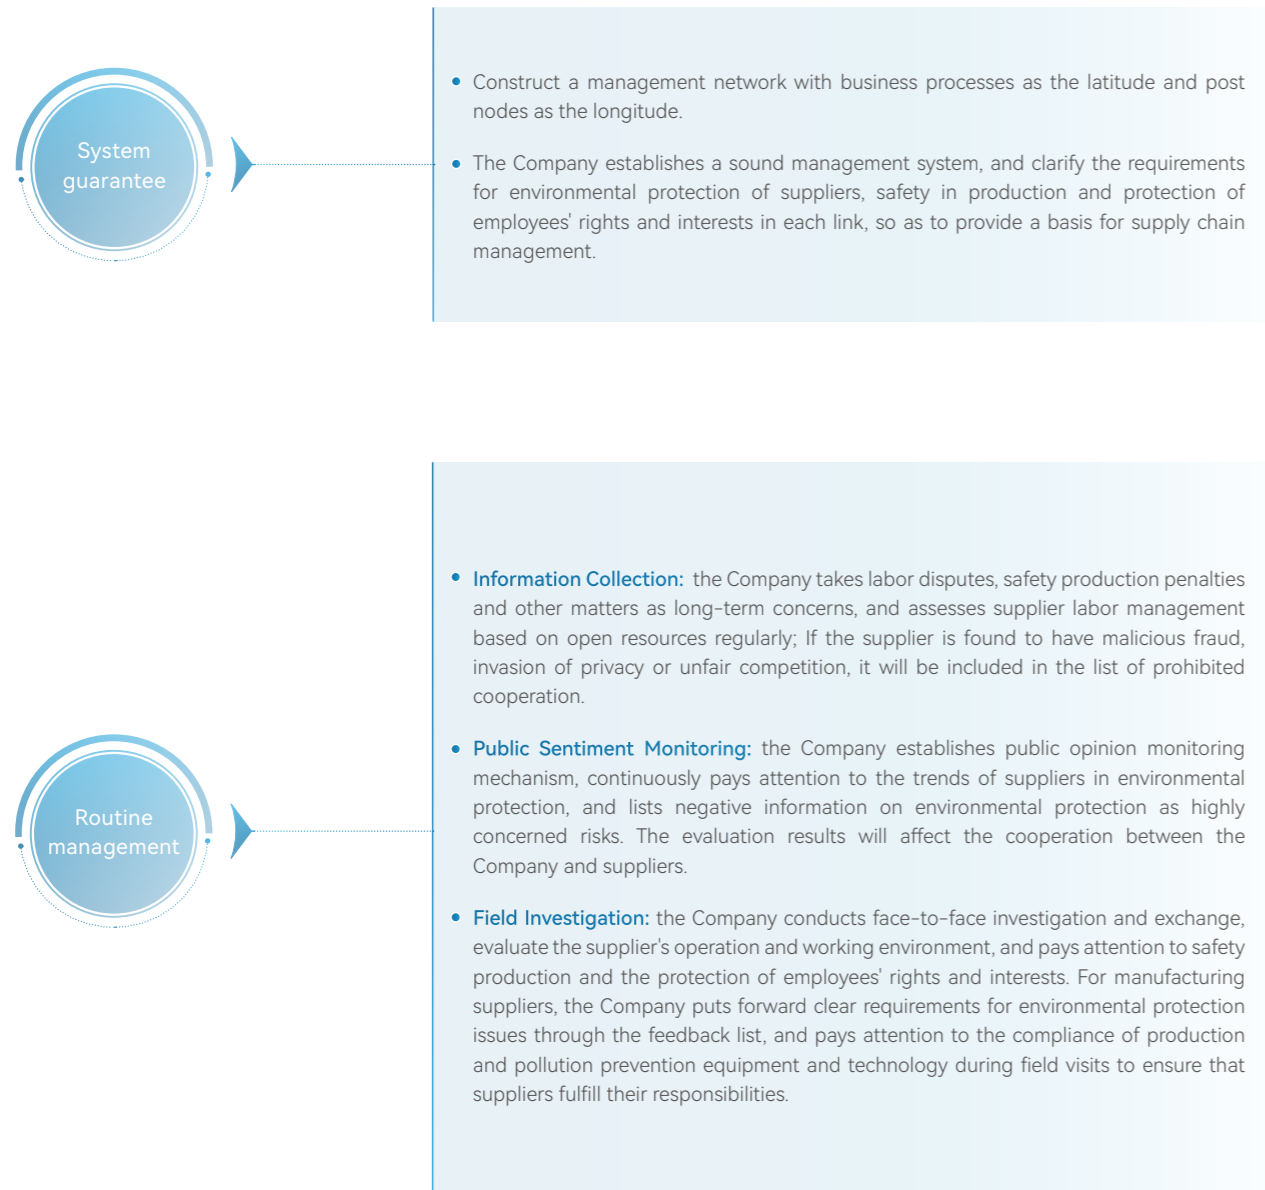 System
guarantee
Construct a management network with business processes as the latitude and post
nodes as the longitude.
The Company establishes a sound management system, and clarify the requirements
for environmental protection of suppliers, safety in production and protection of
employees' rights and interests in each link, so as to provide a basis for supply chain
management.
Routine
management
Information Collection: the Company takes labor disputes, safety production penalties
and other matters as long-term concerns, and assesses supplier labor management
based on open resources regularly; If the supplier is found to have malicious fraud,
invasion of privacy or unfair competition, it will be included in the list of prohibited
cooperation.
Public Sentiment Monitoring: the Company establishes public opinion monitoring
mechanism, continuously pays attention to the trends of suppliers in environmental
protection, and lists negative information on environmental protection as highly
concerned risks. The evaluation results will affect the cooperation between the
Company and suppliers.
Field Investigation: the Company conducts face-to-face investigation and exchange,
evaluate the supplier's operation and working environment, and pays attention to safety
production and the protection of employees' rights and interests. For manufacturing
suppliers, the Company puts forward clear requirements for environmental protection
issues through the feedback list, and pays attention to the compliance of production
and pollution prevention equipment and technology during field visits to ensure that
suppliers fulfill their responsibilities.